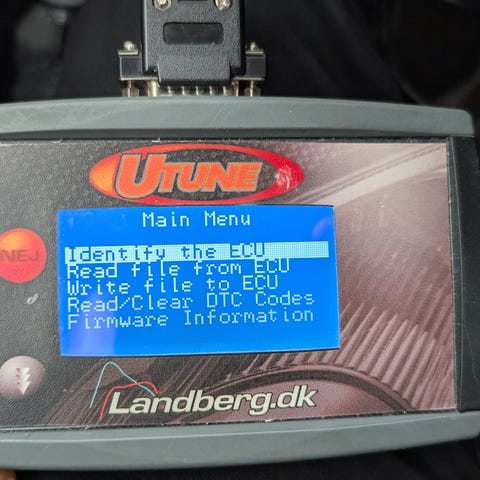 UTUNE
Main Menu
Identify the ECU
NEJ
Read file from ECU
Write file to ECU
Read/Clear DTC Codes
Firmware Information
Landberg.dk